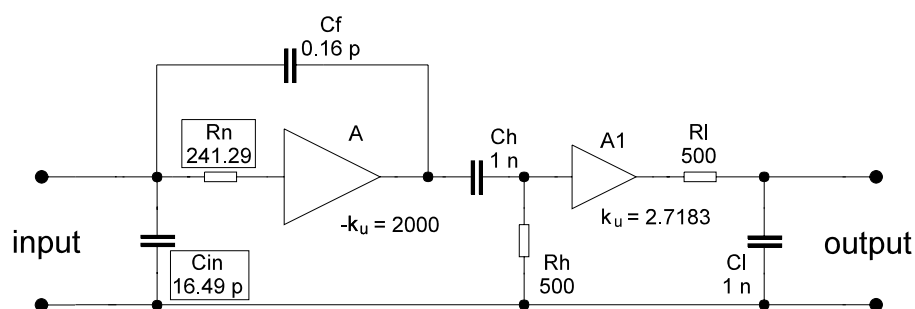 Cf
0.16 p
Rn
241.29
A
-kᵤ = 2000
Ch
1 n
A1
kᵤ = 2.7183
Rl
500
input
Cin
16.49 p
Rh
500
Cl
1 n
output